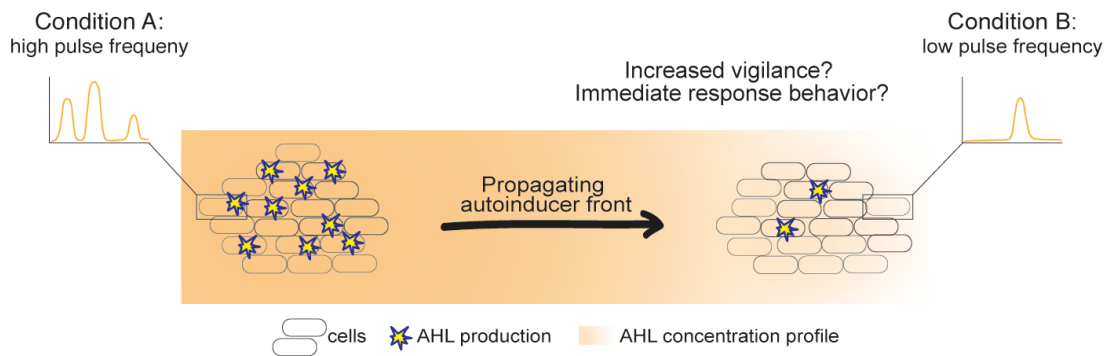 Condition A:
high pulse frequeny
Condition B:
low pulse frequency
Increased vigilance?
Immediate response behavior?
Propagating
autoinducer front
cells
AHL production
AHL concentration profile